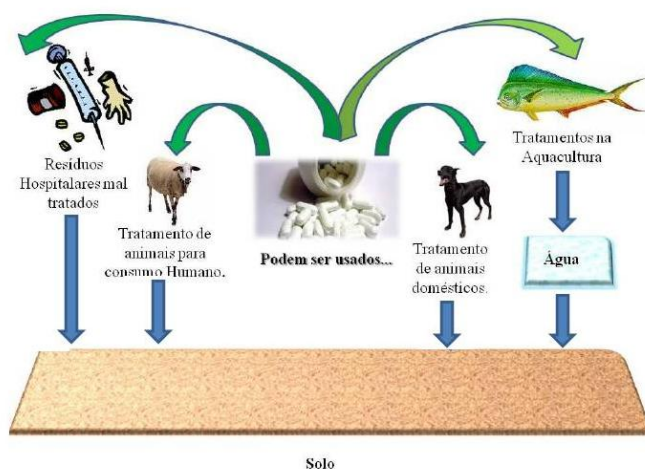 Resíduos
Hospitalares mal
tratados
Tratamento de
animais para
consumo Humano.
Podem ser usados...
Tratamento
de animais
domésticos.
Tratamentos na
Aquacultura
Àgua
Solo